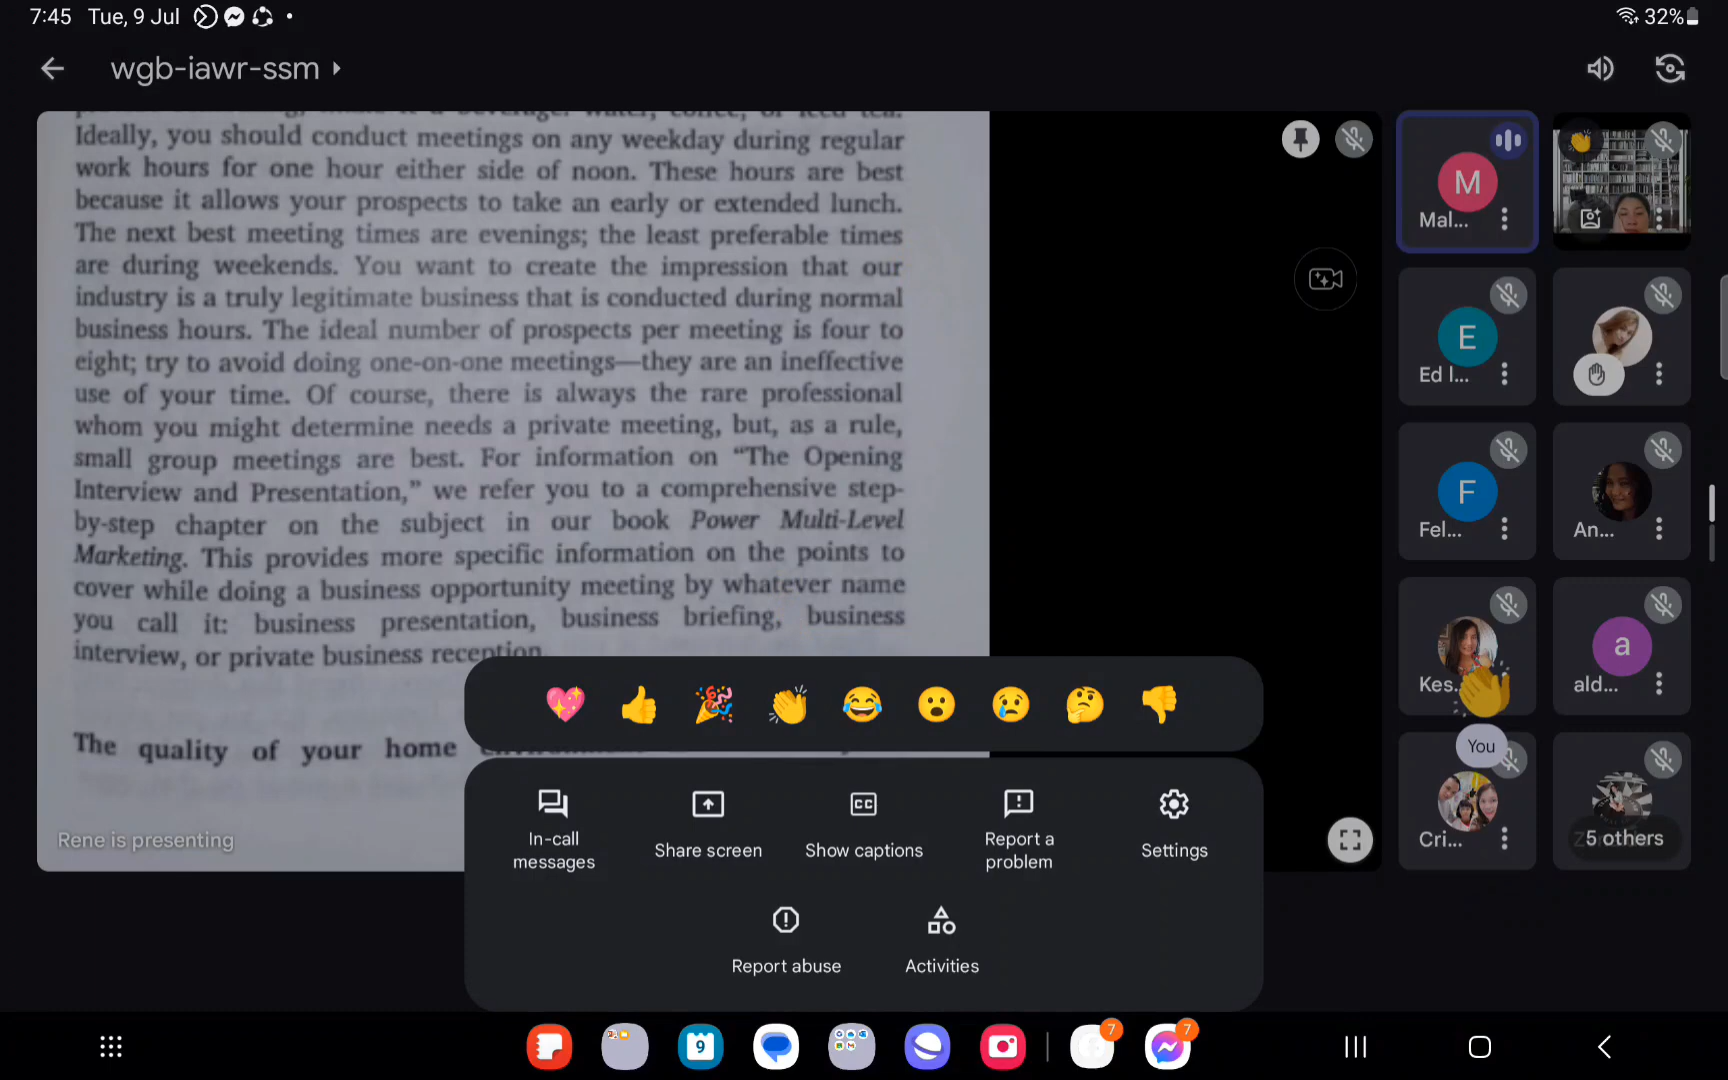 7:45 Tue, 9 Jul
32%
wgb-iawr-ssm
Ideally, you should conduct meetings on any weekday during regular
work hours for one hour either side of noon. These hours are best
because it allows your prospects to take an early or extended lunch.
The next best meeting times are evenings; the least preferable times
are during weekends. You want to create the impression that our
industry is a truly legitimate business that is conducted during normal
business hours. The ideal number of prospects per meeting is four to
eight; try to avoid doing one-on-one meetings—they are an ineffective
use of your time. Of course, there is always the rare professional
whom you might determine needs a private meeting, but, as a rule,
small group meetings are best. For information on “The Opening
Interview and Presentation,” we refer you to a comprehensive step-
by-step chapter on the subject in our book Power Multi-Level
Marketing. This provides more specific information on the points to
cover while doing a business opportunity meeting by whatever name
you call it: business presentation, business briefing, business
interview, or private business reception.
The quality of your home
Rene is presenting
M
Mal...
E
Ed l...
F
Fel...
An...
Kes...
a
ald...
You
Cri...
5 others
In-call
messages
Share screen
CC
Show captions
Report a
problem
Settings
Report abuse
Activities
9
7
7